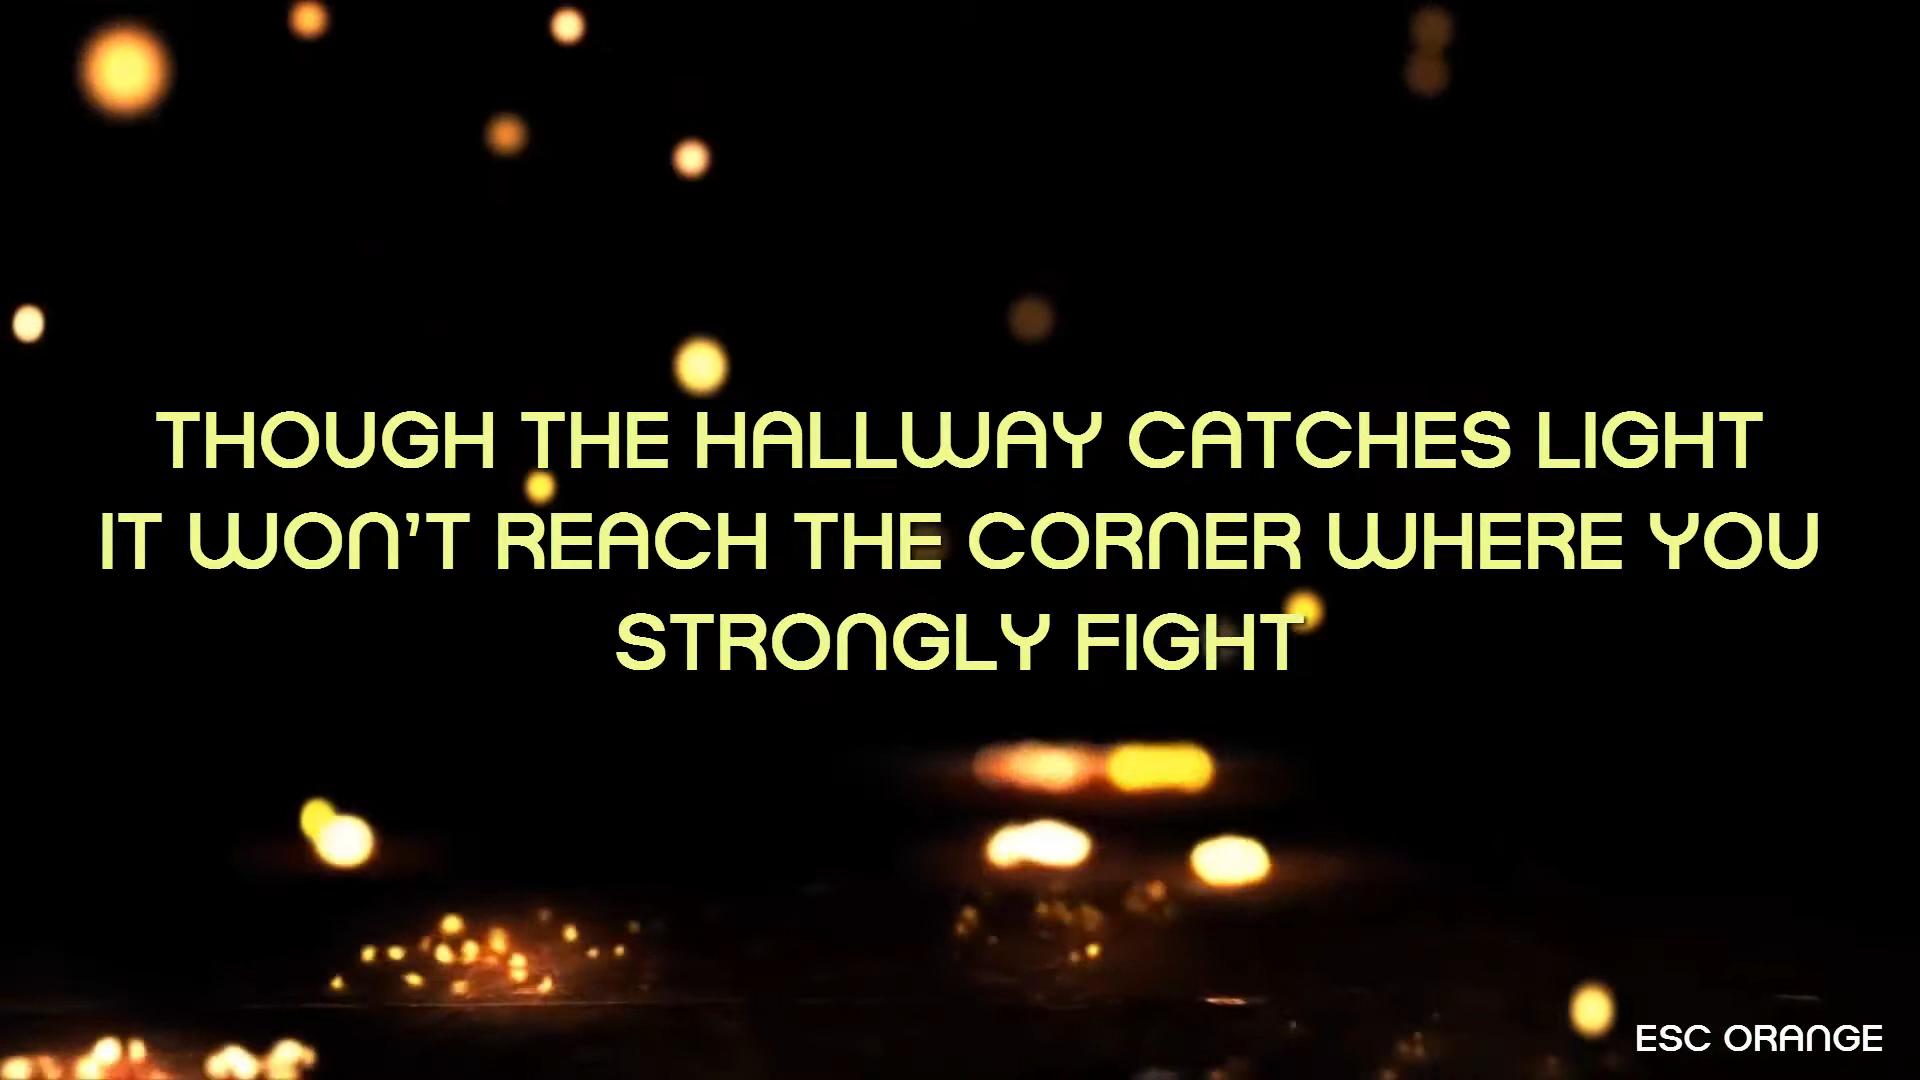 THOUGH THE HALLWAY CATCHES LIGHT
IT WON'T REACH THE CORNER WHERE YOU
STRONGLY FIGHT
ESC ORANGE